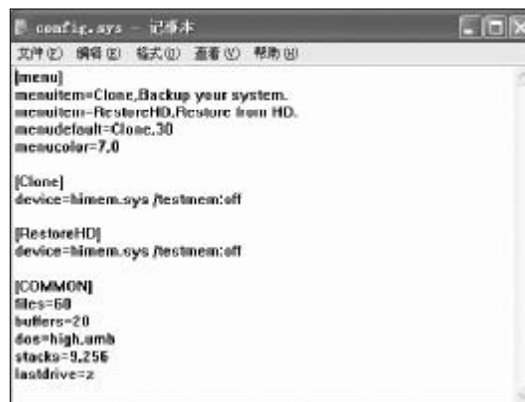 config.sys - 记事本
文件(F) 编辑(E) 格式(O) 查看(V) 帮助(H)
[menu]
menuitem=Clone,Backup your system.
menuitem=RestoreHD,Restore from HD.
menudefault=Clone,30
menucolor=7,0
[Clone]
device=himem.sys /testmem:off
[RestoreHD]
device=himem.sys /testmem:off
[COMMON]
files=60
buffers=20
dos=high,umb
stacks=9,256
lastdrive=z